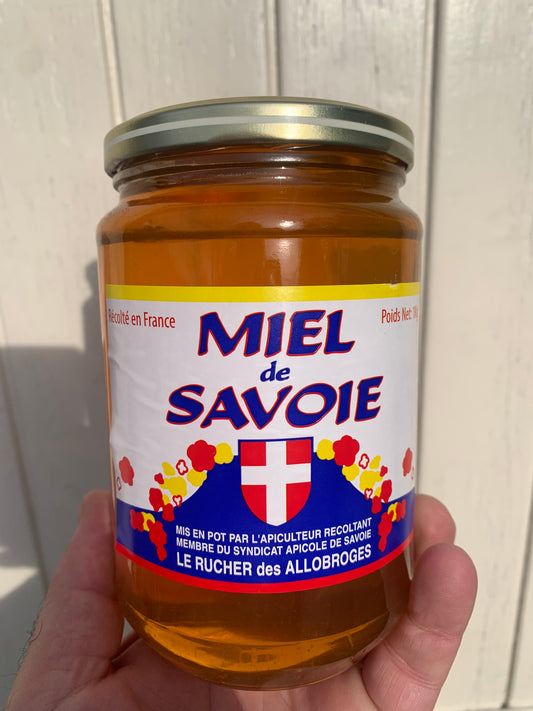 Récolté en France
Poids Net: 1kg
MIEL
de
SAVOIE
MIS EN POT PAR L'APICULTEUR RECOLTANT
MEMBRE DU SYNDICAT APICOLE DE SAVOIE
LE RUCHER des ALLOBROGES